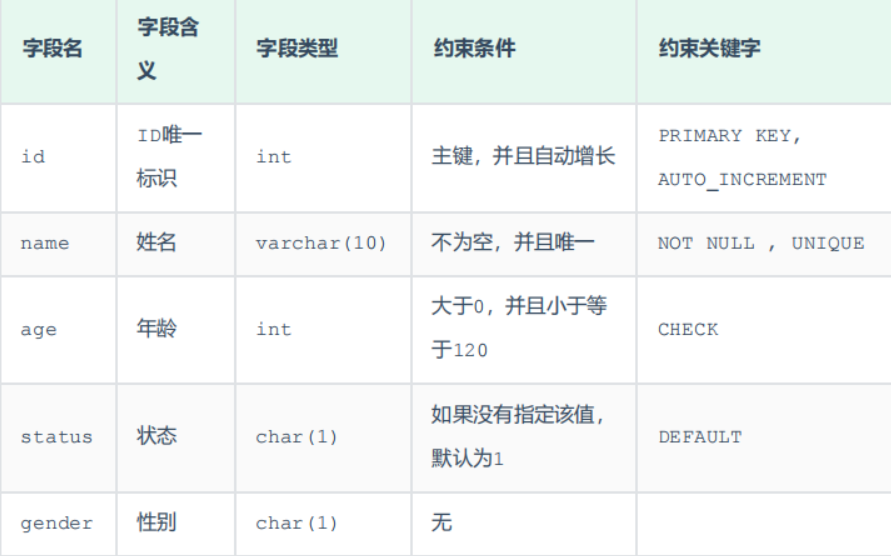 字段名 字段含义 字段类型 约束条件 约束关键字
id ID唯一标识 int 主键，并且自动增长 PRIMARY KEY, AUTO_INCREMENT
name 姓名 varchar(10) 不为空，并且唯一 NOT NULL , UNIQUE
age 年龄 int 大于0，并且小于等于120 CHECK
status 状态 char(1) 如果没有指定该值，默认为1 DEFAULT
gender 性别 char(1) 无